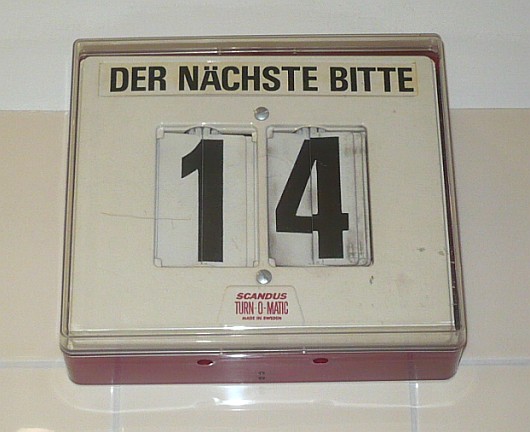 DER NÄCHSTE BITTE
14
SCANDUS
TURN-O-MATIC
MADE IN SWEDEN